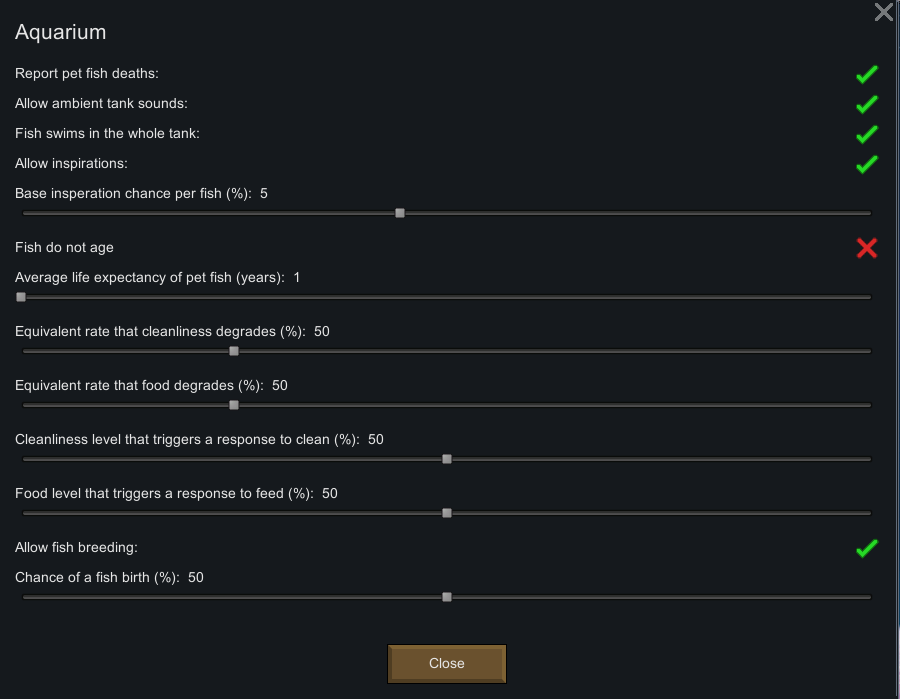 Aquarium
Report pet fish deaths:
Allow ambient tank sounds:
Fish swims in the whole tank:
Allow inspirations:
Base insperation chance per fish (%): 5
Fish do not age
Average life expectancy of pet fish (years): 1
Equivalent rate that cleanliness degrades (%): 50
Equivalent rate that food degrades (%): 50
Cleanliness level that triggers a response to clean (%): 50
Food level that triggers a response to feed (%): 50
Allow fish breeding:
Chance of a fish birth (%): 50
Close